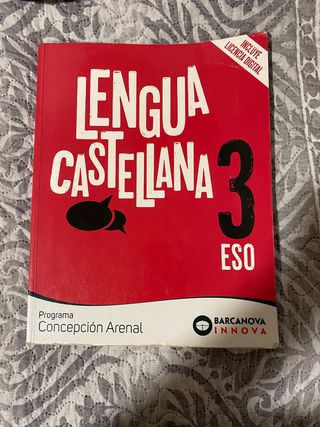 INCLUYE
LICENCIA DIGITAL
LENGUA
CASTELLANA
3
ESO
Programa
Concepción Arenal
BARCANOVA
INNOVA